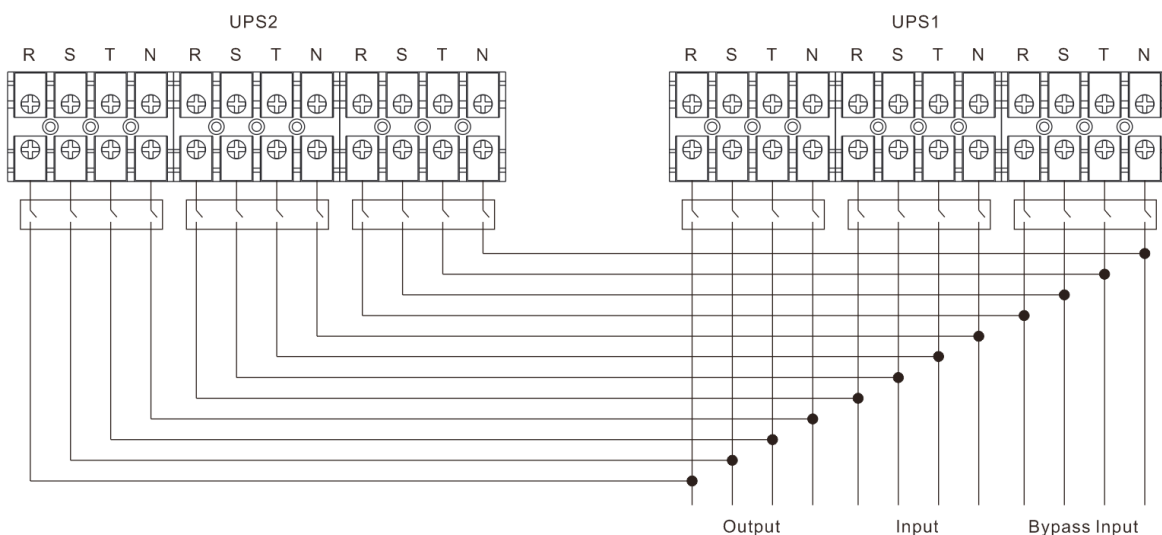 UPS2 UPS1
R S T N R S T N R S T N R S T N R S T N R S T N
Output Input Bypass Input